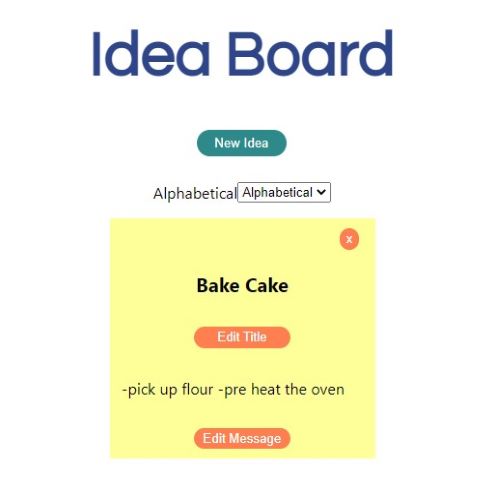 Idea Board
New Idea
Alphabetical Alphabetical
x
Bake Cake
Edit Title
-pick up flour -pre heat the oven
Edit Message